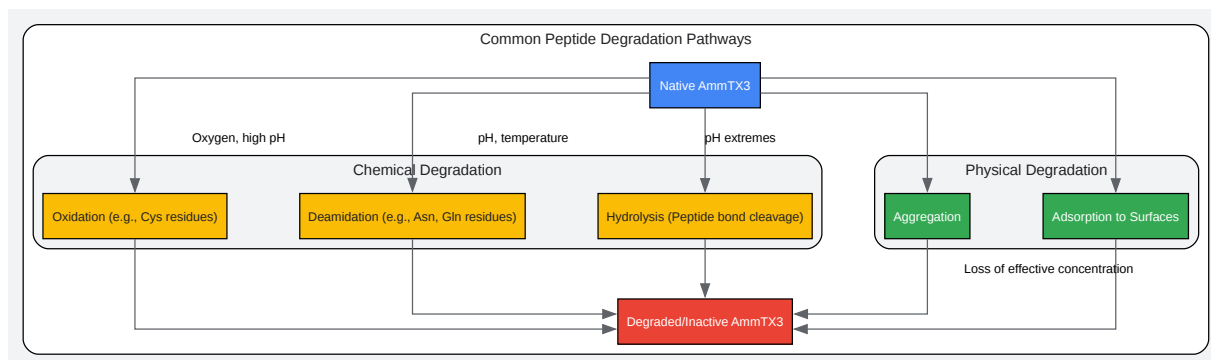 Common Peptide Degradation Pathways
Native AmmTX3
Oxygen, high pH
pH, temperature
pH extremes
Chemical Degradation
Physical Degradation
Oxidation (e.g., Cys residues)
Deamidation (e.g., Asn, Gln residues)
Hydrolysis (Peptide bond cleavage)
Aggregation
Adsorption to Surfaces
Loss of effective concentration
Degraded/Inactive AmmTX3